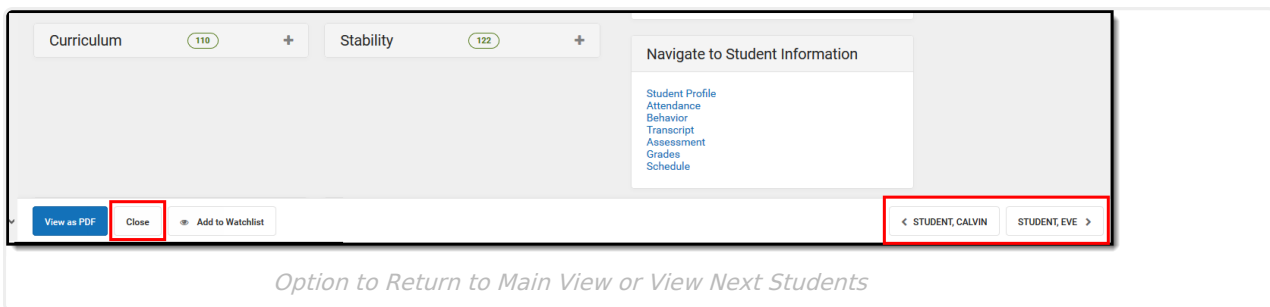 Curriculum 110 +
Stability 122 +
Navigate to Student Information
Student Profile
Attendance
Behavior
Transcript
Assessment
Grades
Schedule
View as PDF
Close
Add to Watchlist
< STUDENT, CALVIN
STUDENT, EVE >
Option to Return to Main View or View Next Students